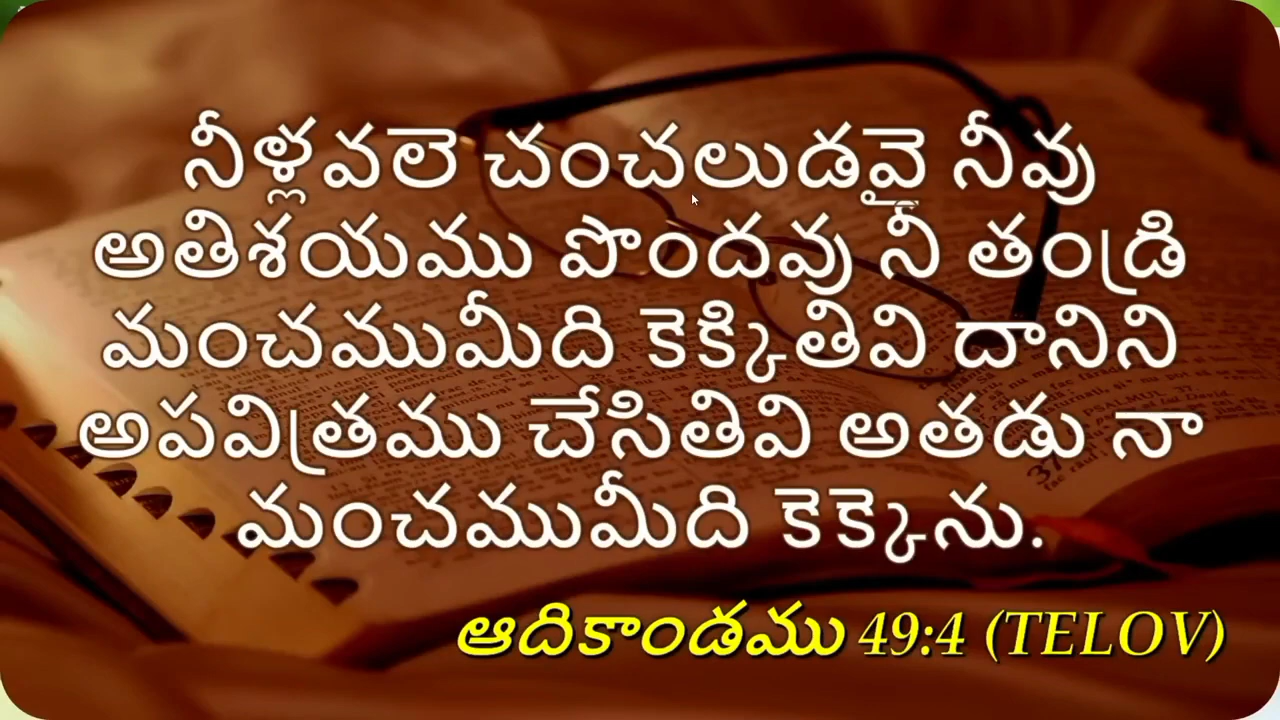 నీళ్లవలె చంచలుడవై నీవు
అతిశయము పొందవు నీ తండ్రి
మంచముమీది కెక్కితివి దానిని
అపవిత్రము చేసితివి అతడు నా
మంచముమీది కెక్కెను.
ఆదికాండము 49:4 (TELOV)